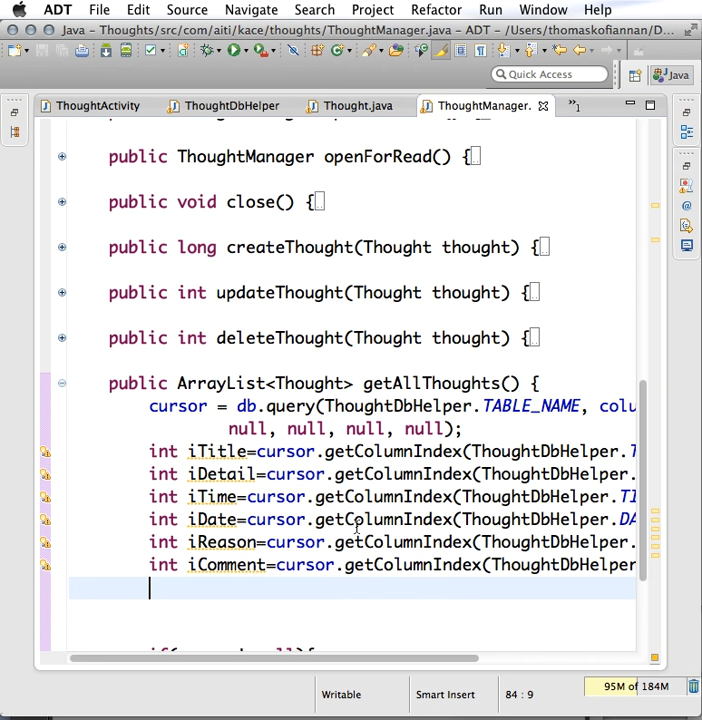 ADT File Edit Source Navigate Search Project Refactor Run Window Help
Java - Thoughts/src/com/aiti/kace/thoughts/ThoughtManager.java - ADT - /Users/thomaskofiannan/D...
Quick Access
Java
ThoughtActivity
ThoughtDbHelper
Thought.java
ThoughtManager.
»1
public ThoughtManager openForRead() {
public void close() {
public long createThought(Thought thought) {
public int updateThought(Thought thought) {
public int deleteThought(Thought thought) {
public ArrayList<Thought> getAllThoughts() {
cursor = db.query(ThoughtDbHelper.TABLE_NAME, colu
null, null, null, null);
int iTitle=cursor.getColumnIndex(ThoughtDbHelper.T
int iDetail=cursor.getColumnIndex(ThoughtDbHelper.
int iTime=cursor.getColumnIndex(ThoughtDbHelper.TI
int iDate=cursor.getColumnIndex(ThoughtDbHelper.DA
int iReason=cursor.getColumnIndex(ThoughtDbHelper.
int iComment=cursor.getColumnIndex(ThoughtDbHelper
Writable
Smart Insert
84 : 9
95M of 184M